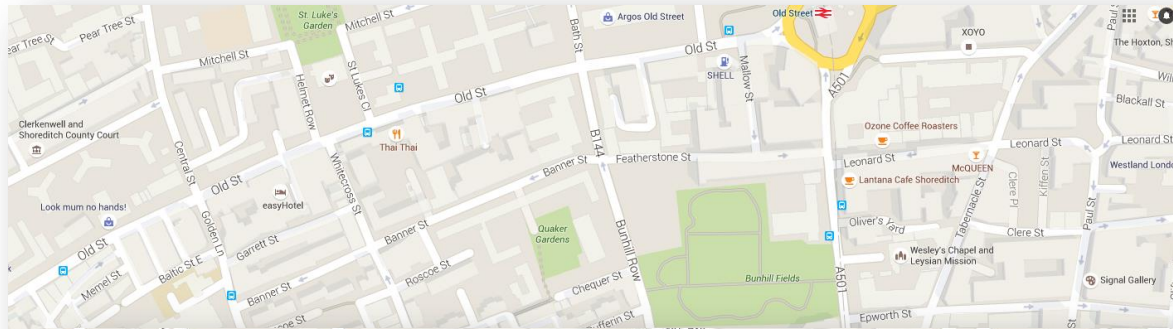 St. Luke's
Garden
Mitchell St
Argos Old Street
Old Street
Pear Tree St
Pear Tree St
Bath St
Old St
XOYO
Paul St
The Hoxton, Sh
Mitchell St
Helmet Row
St Lukes Cl
SHELL
Mallow St
A501
Old St
Blackall St
Clerkenwell and
Shoreditch County Court
Thai Thai
B144
Ozone Coffee Roasters
Central St
Whitecross St
Banner St
Featherstone St
Leonard St
McQUEEN
Leonard St
Leonard St
Westland Londo
Lantana Cafe Shoreditch
Clere Pl
Kiffen St
Old St
easyHotel
Tabernacle St
Paul St
Look mum no hands!
Golden Ln
Bunhill Row
Oliver's Yard
Clere St
Quaker
Gardens
Banner St
Garrett St
Old St
Baltic St E
Roscoe St
Wesley's Chapel and
Leysian Mission
Memel St
Banner St
Chequer St
Bunhill Fields
A501
Signal Gallery
Epworth St